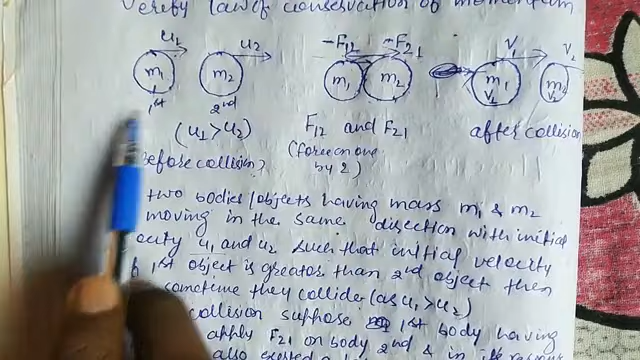 Verify law of conservation of momentum
u1 u2 -F12 -F21 v1 v2
m1 m2 m1 m2 m1 m2
v2 v2
1st 2nd
(u1 > u2) F12 and F21 after collision
Before collision (force on one
by 2)
two bodies/objects having mass m1 & m2
moving in the same direction with initial
u1 and u2 such that initial velocity
1st object is greater than 2nd object then
sometime they collide (as u1 > u2)
collision suppose 1st body having
apply F21 on body 2nd & in
also exerted a